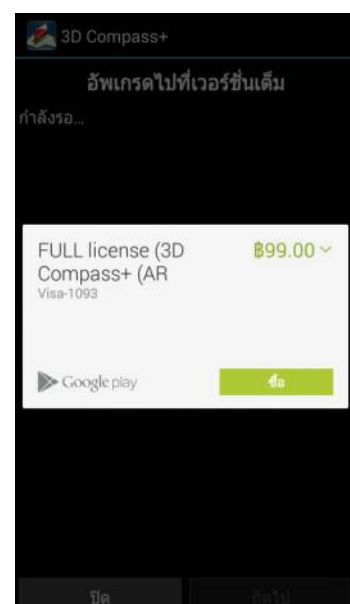 3D Compass+
อัพเกรดไปที่เวอร์ชั่นเต็ม
กำลังรอ...
FULL license (3D
Compass+ (AR
฿99.00
Visa-1093
Google play
ซื้อ
ปิด
ถัดไป